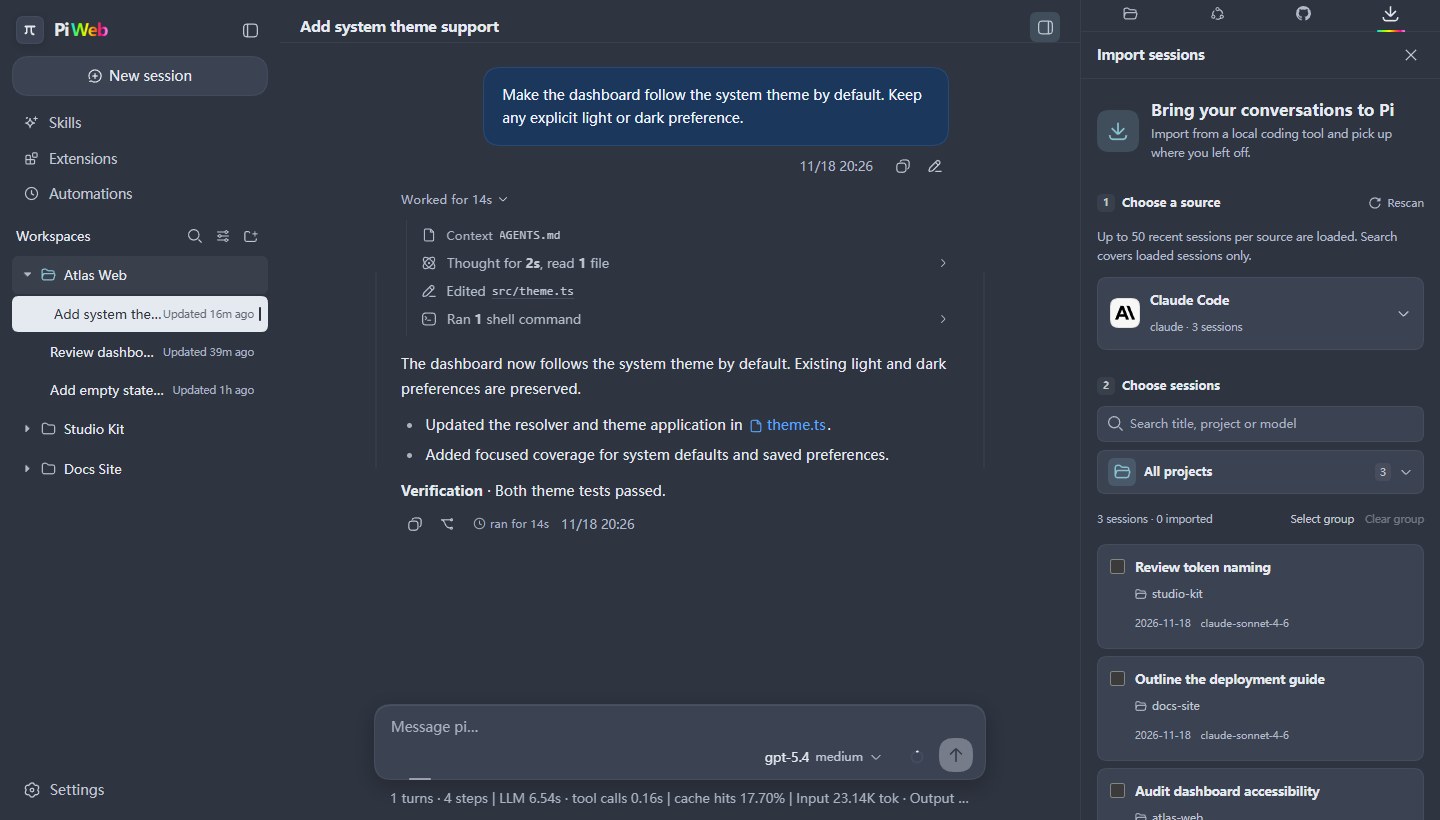 π PiWeb
New session
Skills
Extensions
Automations
Workspaces
Atlas Web
Add system the... Updated 16m ago
Review dashbo... Updated 39m ago
Add empty state... Updated 1h ago
Studio Kit
Docs Site
Settings
Add system theme support
Make the dashboard follow the system theme by default. Keep
any explicit light or dark preference.
11/18 20:26
Worked for 14s
Context AGENTS.md
Thought for 2s, read 1 file
Edited src/theme.ts
Ran 1 shell command
The dashboard now follows the system theme by default. Existing light and dark
preferences are preserved.
• Updated the resolver and theme application in theme.ts.
• Added focused coverage for system defaults and saved preferences.
Verification · Both theme tests passed.
ran for 14s 11/18 20:26
Message pi...
gpt-5.4 medium
1 turns · 4 steps | LLM 6.54s · tool calls 0.16s | cache hits 17.70% | Input 23.14K tok · Output ...
Import sessions
Bring your conversations to Pi
Import from a local coding tool and pick up
where you left off.
1 Choose a source Rescan
Up to 50 recent sessions per source are loaded. Search
covers loaded sessions only.
Claude Code
claude · 3 sessions
2 Choose sessions
Search title, project or model
All projects 3
3 sessions · 0 imported Select group Clear group
Review token naming
studio-kit
2026-11-18 claude-sonnet-4-6
Outline the deployment guide
docs-site
2026-11-18 claude-sonnet-4-6
Audit dashboard accessibility
atlas-web